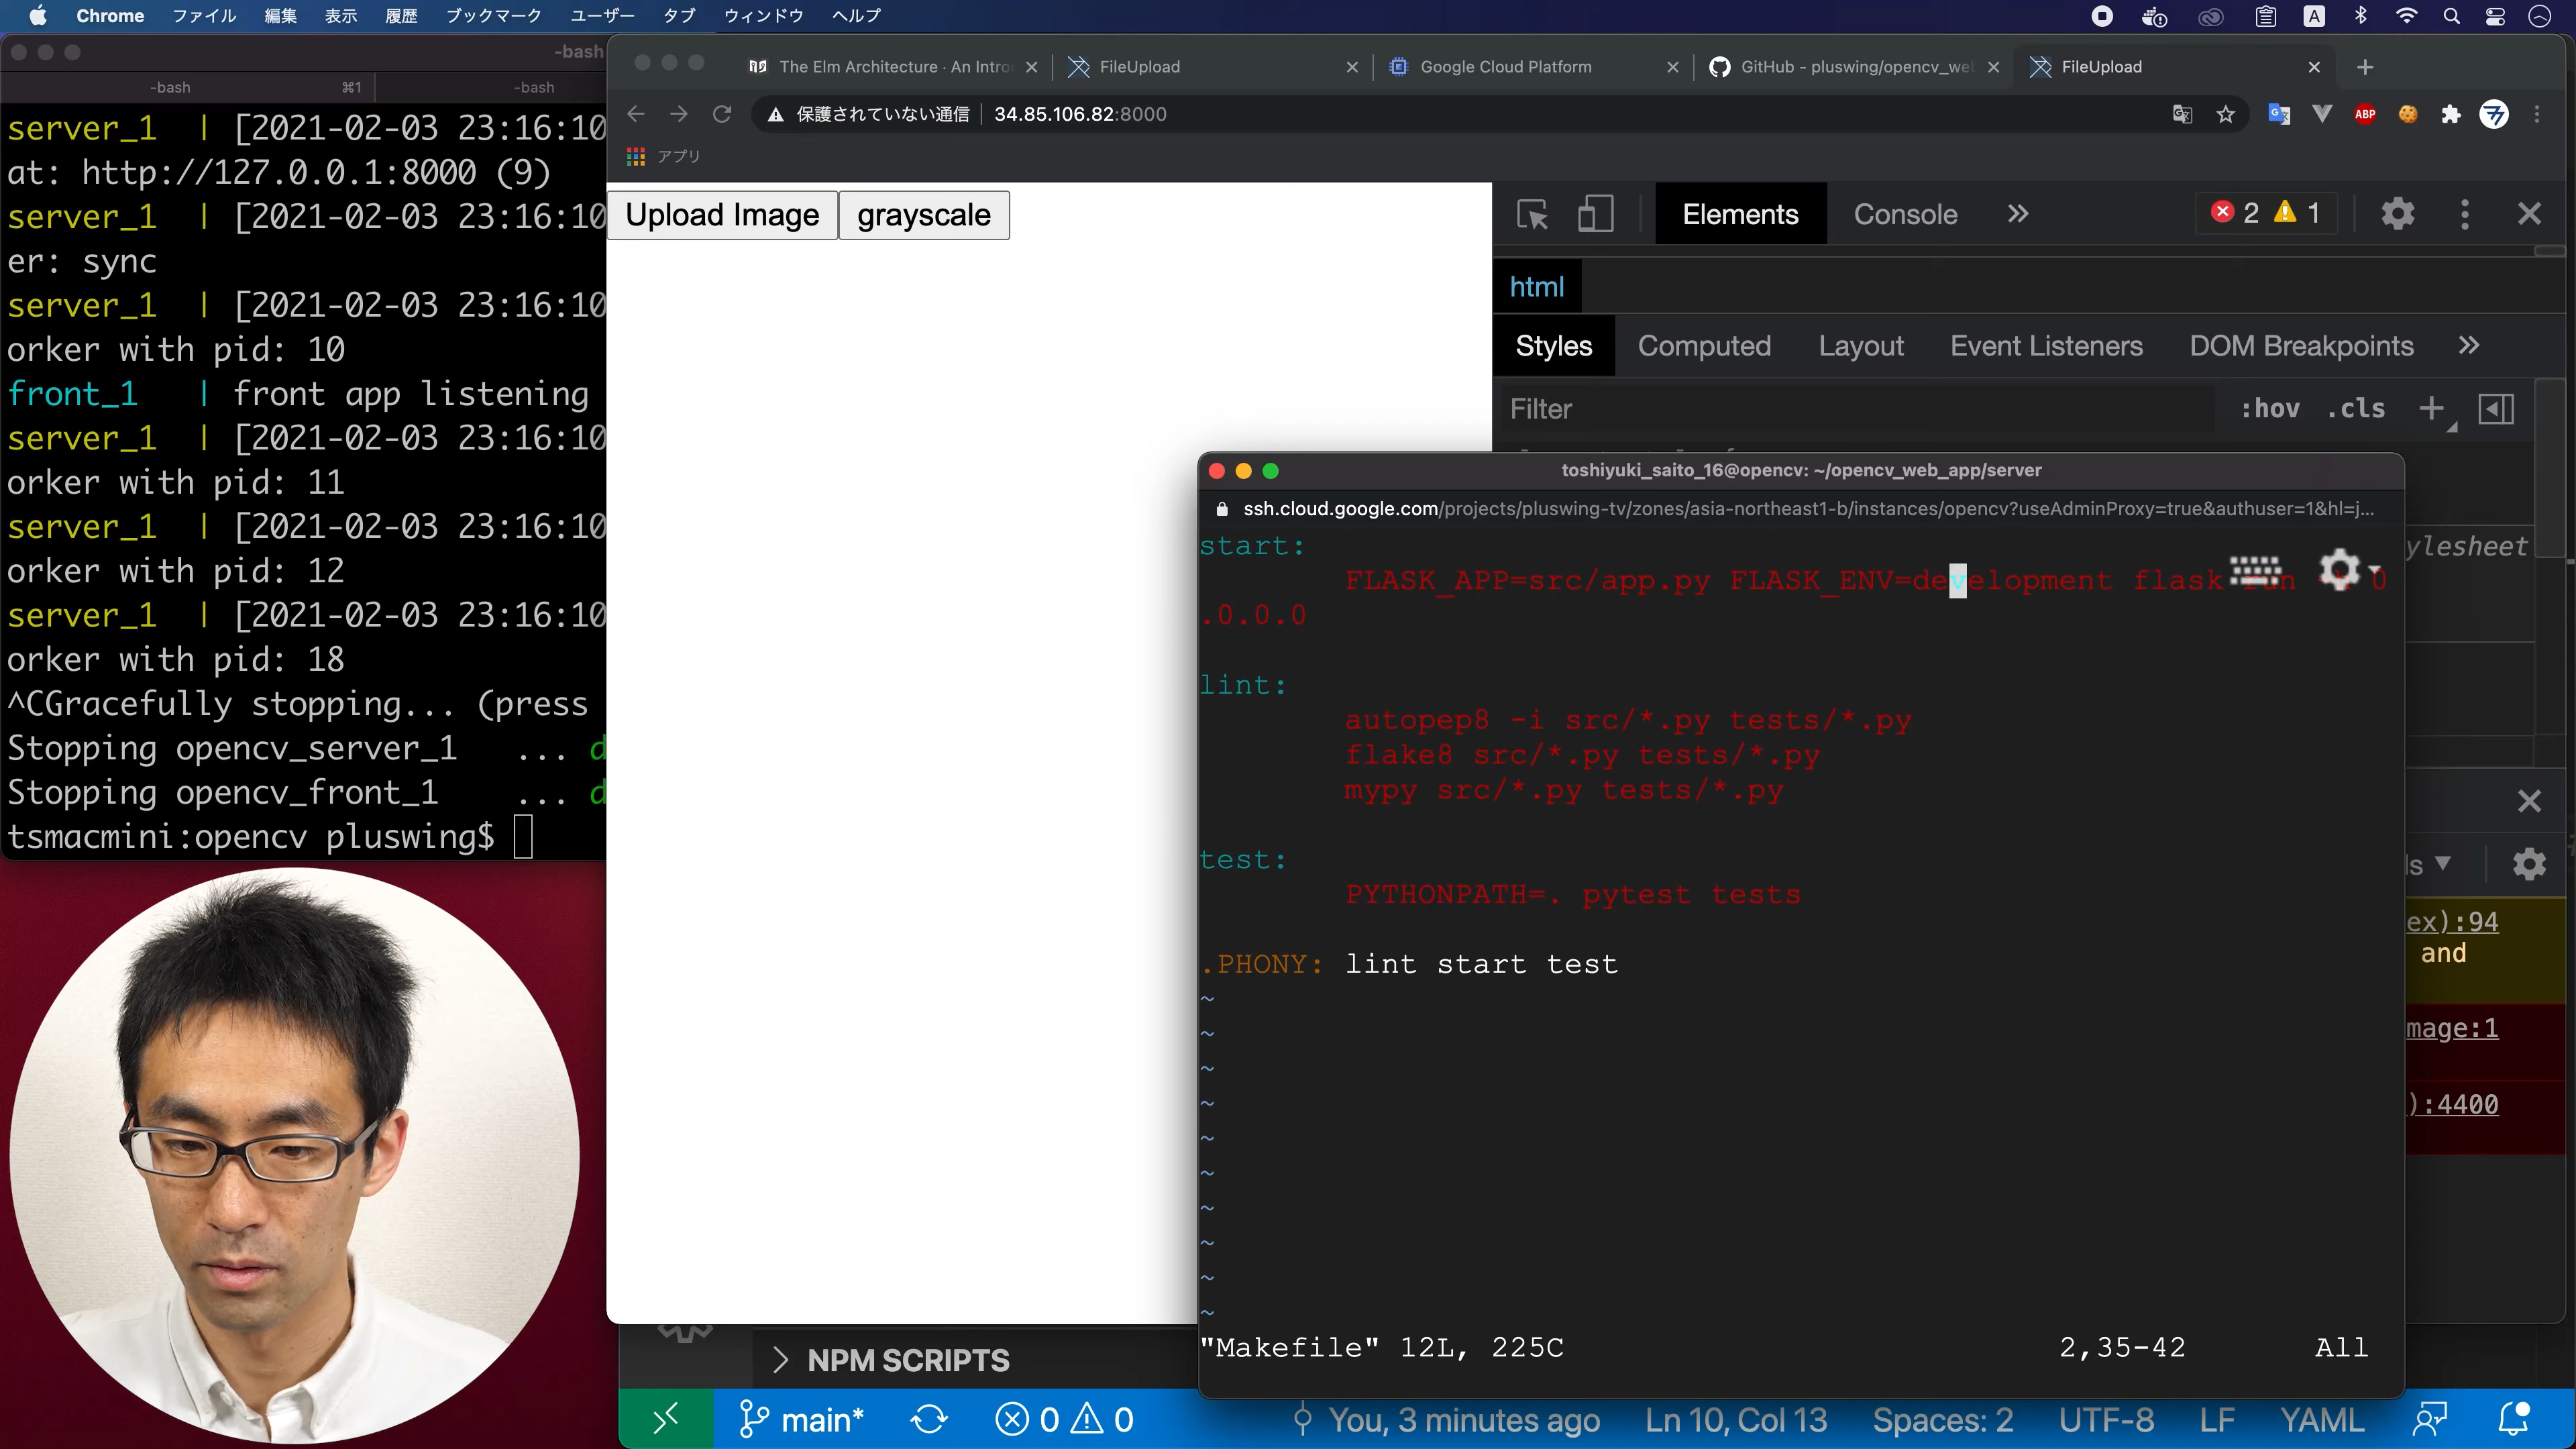 Chrome ファイル 編集 表示 履歴 ブックマーク ユーザー タブ ウィンドウ ヘルプ
A
-bash
-bash ⌘1 -bash
server_1 | [2021-02-03 23:16:10
at: http://127.0.0.1:8000 (9)
server_1 | [2021-02-03 23:16:10
er: sync
server_1 | [2021-02-03 23:16:10
orker with pid: 10
front_1 | front app listening
server_1 | [2021-02-03 23:16:10
orker with pid: 11
server_1 | [2021-02-03 23:16:10
orker with pid: 12
server_1 | [2021-02-03 23:16:10
orker with pid: 18
^CGracefully stopping... (press
Stopping opencv_server_1 ... d
Stopping opencv_front_1 ... d
tsmacmini:opencv pluswing$
The Elm Architecture · An Intro
FileUpload
Google Cloud Platform
GitHub - pluswing/opencv_we
FileUpload
保護されていない通信 | 34.85.106.82:8000
ABP
アプリ
Upload Image grayscale
Elements Console 2 1
html
Styles Computed Layout Event Listeners DOM Breakpoints
Filter :hov .cls
ylesheet
toshiyuki_saito_16@opencv: ~/opencv_web_app/server
ssh.cloud.google.com/projects/pluswing-tv/zones/asia-northeast1-b/instances/opencv?useAdminProxy=true&authuser=1&hl=j...
start:
FLASK_APP=src/app.py FLASK_ENV=development flask run 0
.0.0.0
lint:
autopep8 -i src/*.py tests/*.py
flake8 src/*.py tests/*.py
mypy src/*.py tests/*.py
test:
PYTHONPATH=. pytest tests
.PHONY: lint start test
~
~
~
~
~
~
~
~
~
~
"Makefile" 12L, 225C 2,35-42 All
ls
ex):94
and
mage:1
):4400
NPM SCRIPTS
main* 0 0 You, 3 minutes ago Ln 10, Col 13 Spaces: 2 UTF-8 LF YAML